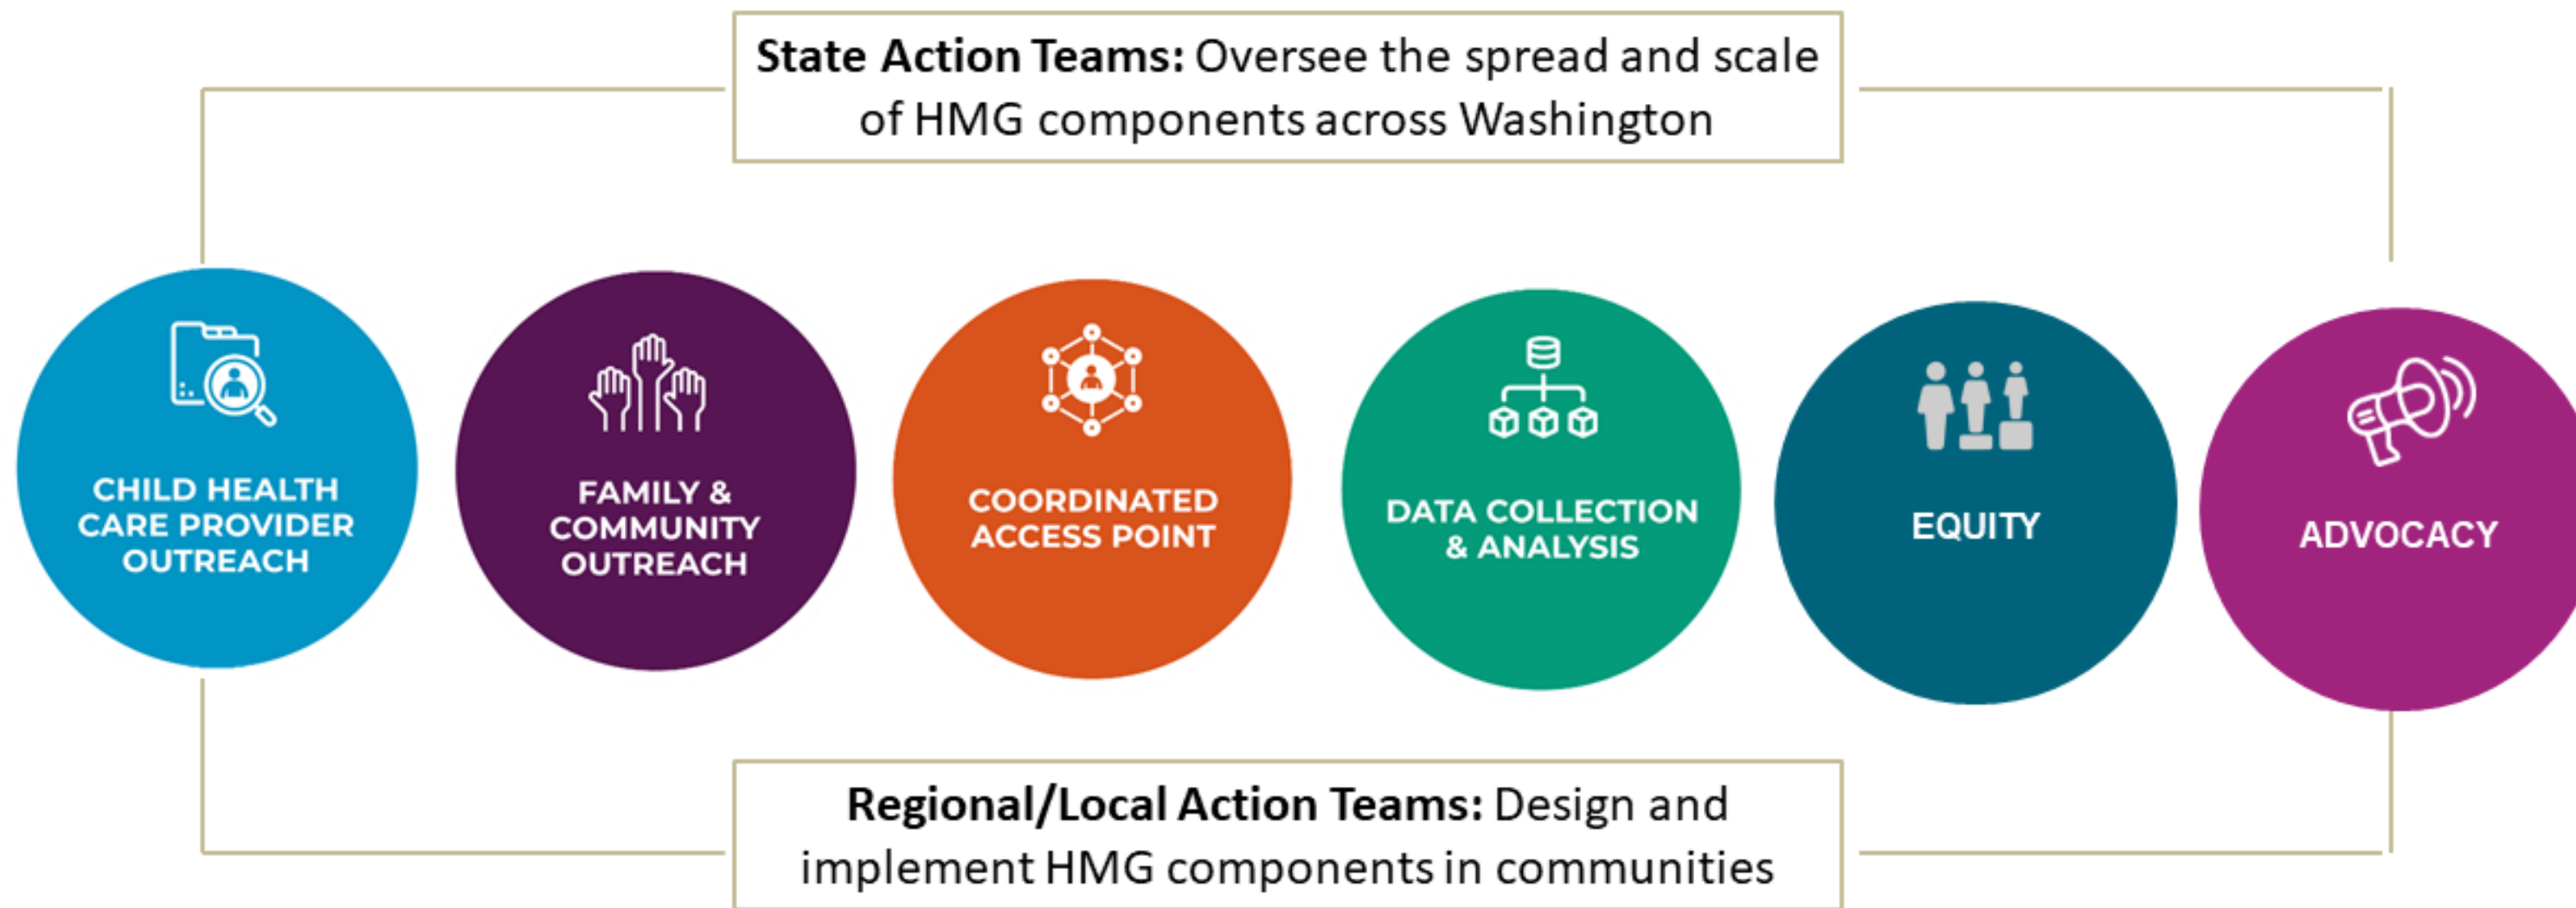 State Action Teams: Oversee the spread and scale
of HMG components across Washington
CHILD HEALTH
CARE PROVIDER
OUTREACH
FAMILY &
COMMUNITY
OUTREACH
COORDINATED
ACCESS POINT
DATA COLLECTION
& ANALYSIS
EQUITY
ADVOCACY
Regional/Local Action Teams: Design and
implement HMG components in communities